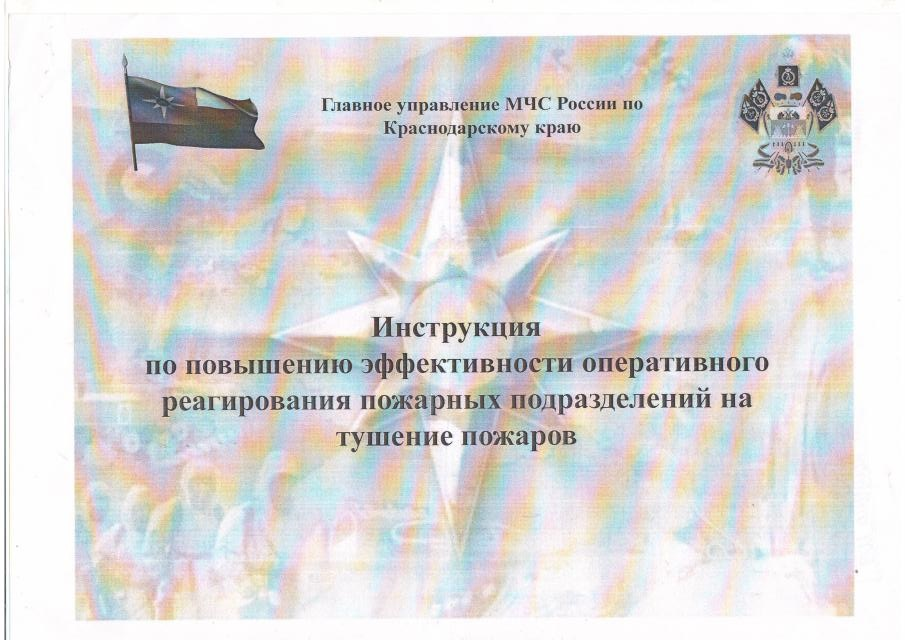 Главное управление МЧС России по
Краснодарскому краю
Инструкция
по повышению эффективности оперативного
реагирования пожарных подразделений на
тушение пожаров